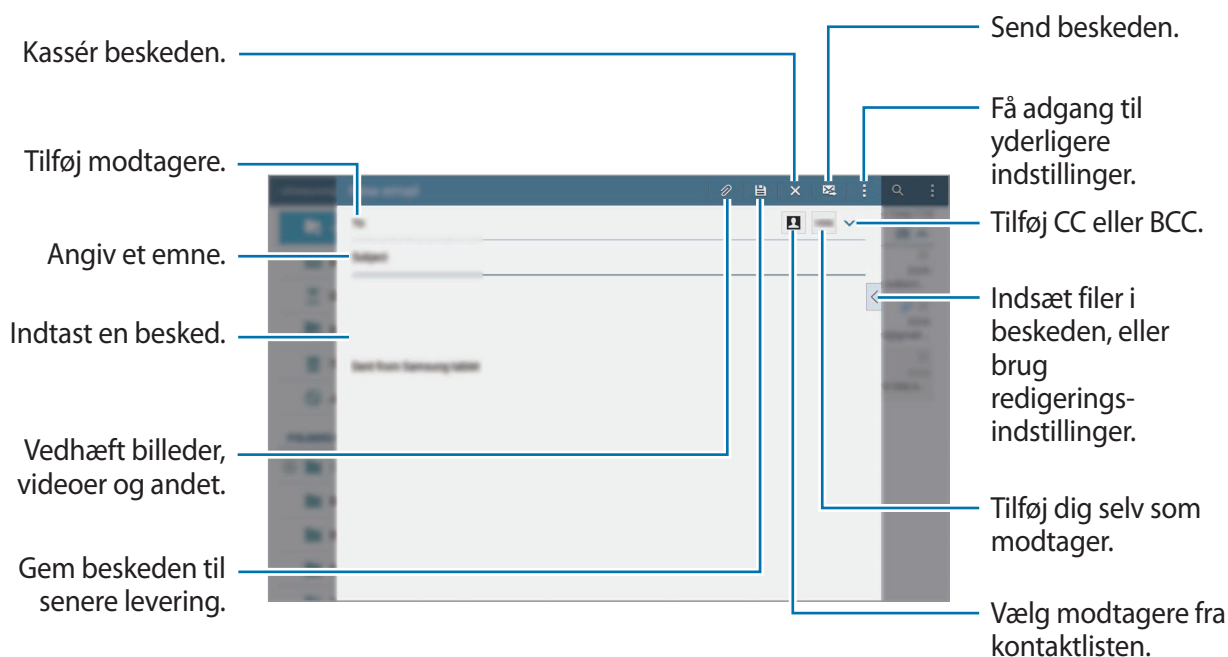 Kassér beskeden.
Tilføj modtagere.
Angiv et emne.
Indtast en besked.
Vedhæft billeder,
videoer og andet.
Gem beskeden til
senere levering.
Send beskeden.
Få adgang til
yderligere
indstillinger.
Tilføj CC eller BCC.
Indsæt filer i
beskeden, eller
brug
redigerings-
indstillinger.
Tilføj dig selv som
modtager.
Vælg modtagere fra
kontaktlisten.
To
Subject
Sent from Samsung tablet